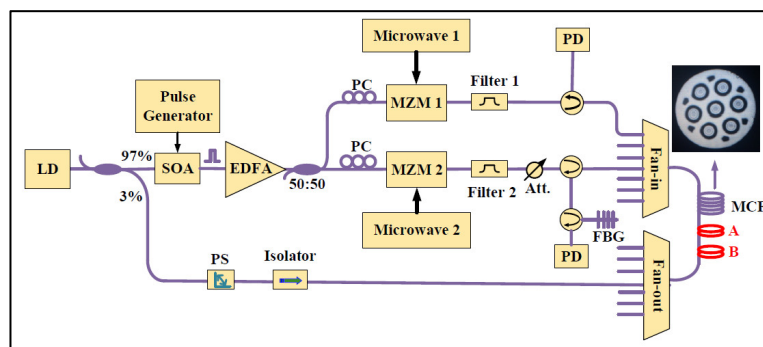 Microwave 1
PD
Pulse
Generator
PC
Filter 1
MZM 1
LD
97%
SOA
EDFA
PC
MZM 2
50:50
Filter 2
Att.
Fan-in
3%
Microwave 2
FBG
PD
MCF
A
B
PS
Isolator
Fan-out